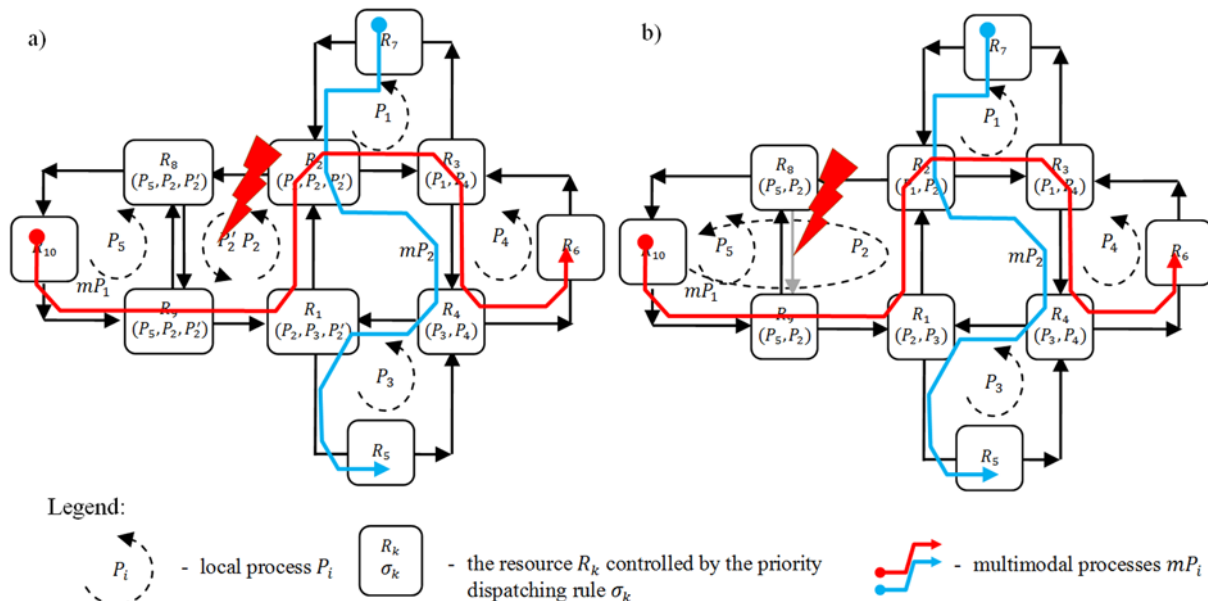 a)
R₇
P₁
R₈
(P₅, P₂, P₂′)
R₂
(P₁, P₂, P₂′)
R₃
(P₁, P₄)
P₅
P₂′ P₂
P₄
R₁₀
mP₁
mP₂
R₆
R₉
(P₅, P₂, P₂′)
R₁
(P₂, P₃, P₂′)
R₄
(P₃, P₄)
P₃
R₅
b)
R₇
P₁
R₈
(P₅, P₂)
R₂
(P₁, P₂)
R₃
(P₁, P₄)
P₅
P₂
P₄
R₁₀
mP₁
mP₂
R₆
R₉
(P₅, P₂)
R₁
(P₂, P₃)
R₄
(P₃, P₄)
P₃
R₅
Legend:
Pᵢ
- local process Pᵢ
Rₖ
σₖ
- the resource Rₖ controlled by the priority
dispatching rule σₖ
- multimodal processes mPᵢ